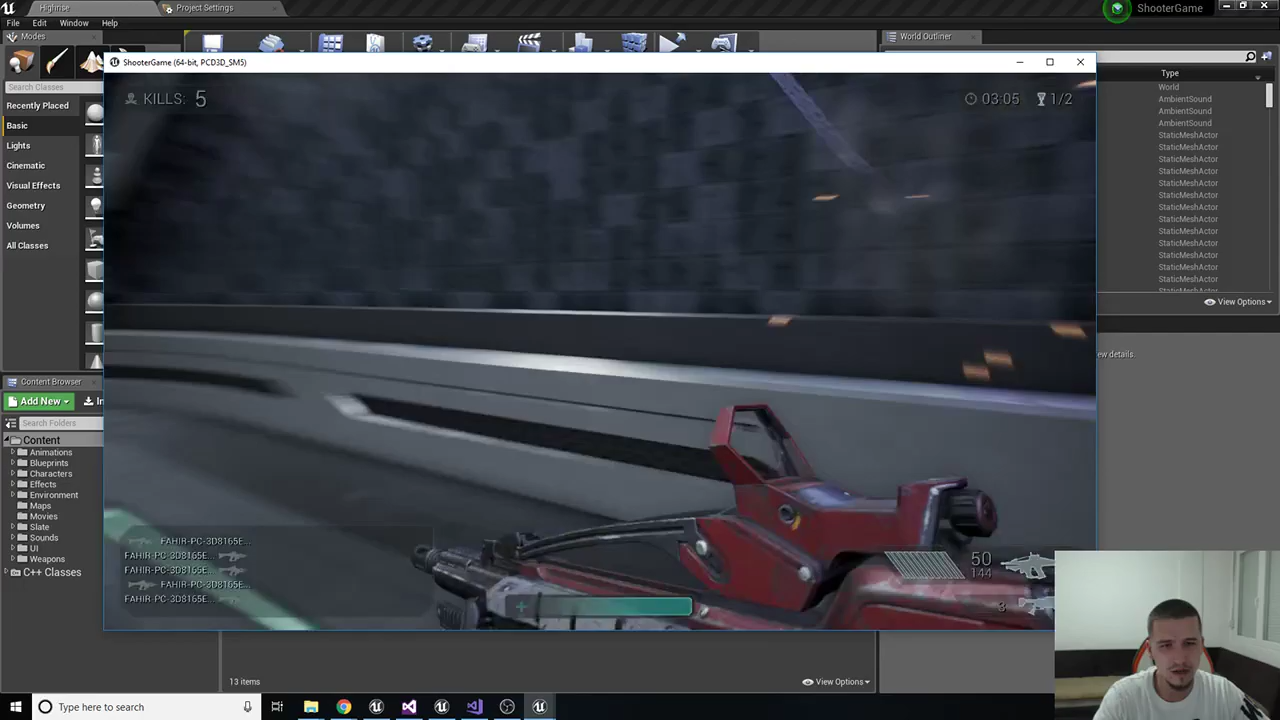 Highrise
Project Settings
ShooterGame
File
Edit
Window
Help
Modes
World Outliner
ShooterGame (64-bit, PCD3D_SM5)
Search Classes
Type
Recently Placed
Basic
Lights
Cinematic
Visual Effects
Geometry
Volumes
All Classes
KILLS: 5
03:05
1/2
World
AmbientSound
AmbientSound
AmbientSound
StaticMeshActor
StaticMeshActor
StaticMeshActor
StaticMeshActor
StaticMeshActor
StaticMeshActor
StaticMeshActor
StaticMeshActor
StaticMeshActor
StaticMeshActor
StaticMeshActor
StaticMeshActor
StaticMeshActor
View Options
ew details.
Content Browser
Add New
Search Folders
Content
Animations
Blueprints
Characters
Effects
Environment
Maps
Movies
Slate
Sounds
UI
Weapons
C++ Classes
FAHIR-PC-3D8165E...
FAHIR-PC-3D8165E...
FAHIR-PC-3D8165E...
FAHIR-PC-3D8165E...
FAHIR-PC-3D8165E...
50
144
3
13 items
View Options
Type here to search